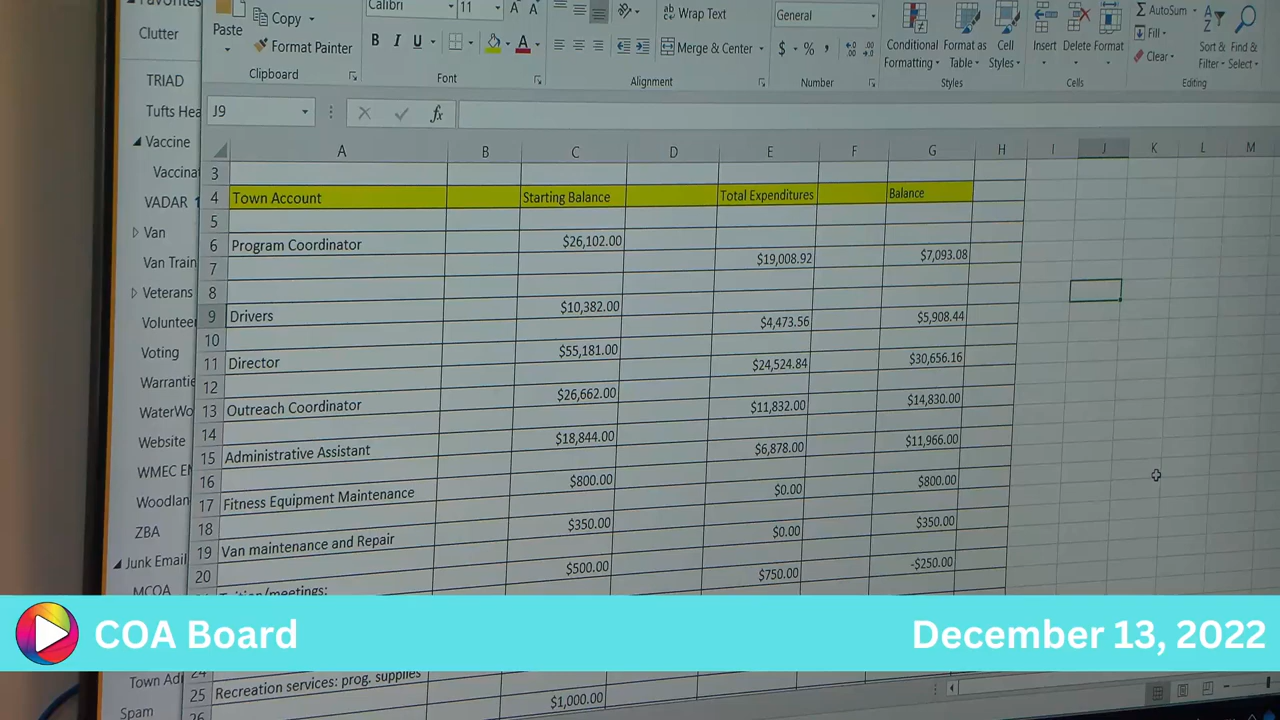 Clutter
TRIAD
Tufts Hea
Vaccine
Vaccina
VADAR
Van
Van Train
Veterans
Volunteer
Voting
Warrantie
WaterWo
Website
WMEC EM
Woodlan
ZBA
Junk Email
MCOA
Town Ad
Spam
Paste
Copy
Format Painter
Clipboard
Calibri 11 A A
B I U A
Font
ab Wrap Text
Merge & Center
Alignment
General
$ % ,
Number
Conditional Formatting
Format as Table
Cell Styles
Styles
Insert Delete Format
Cells
AutoSum
Fill
Clear
Sort & Filter
Find & Select
Editing
J9 fx
A B C D E F G H I J K L M
3
4 Town Account Starting Balance Total Expenditures Balance
5
6 Program Coordinator $26,102.00
7 $19,008.92 $7,093.08
8
9 Drivers $10,382.00 $4,473.56 $5,908.44
10
11 Director $55,181.00 $24,524.84 $30,656.16
12
13 Outreach Coordinator $26,662.00 $11,832.00 $14,830.00
14
15 Administrative Assistant $18,844.00 $6,878.00 $11,966.00
16
17 Fitness Equipment Maintenance $800.00 $0.00 $800.00
18
19 Van maintenance and Repair $350.00 $0.00 $350.00
20 $500.00 $750.00 -$250.00
Tuition/meetings:
COA Board
December 13, 2022
24
25 Recreation services: prog. supplies
26 $1,000.00